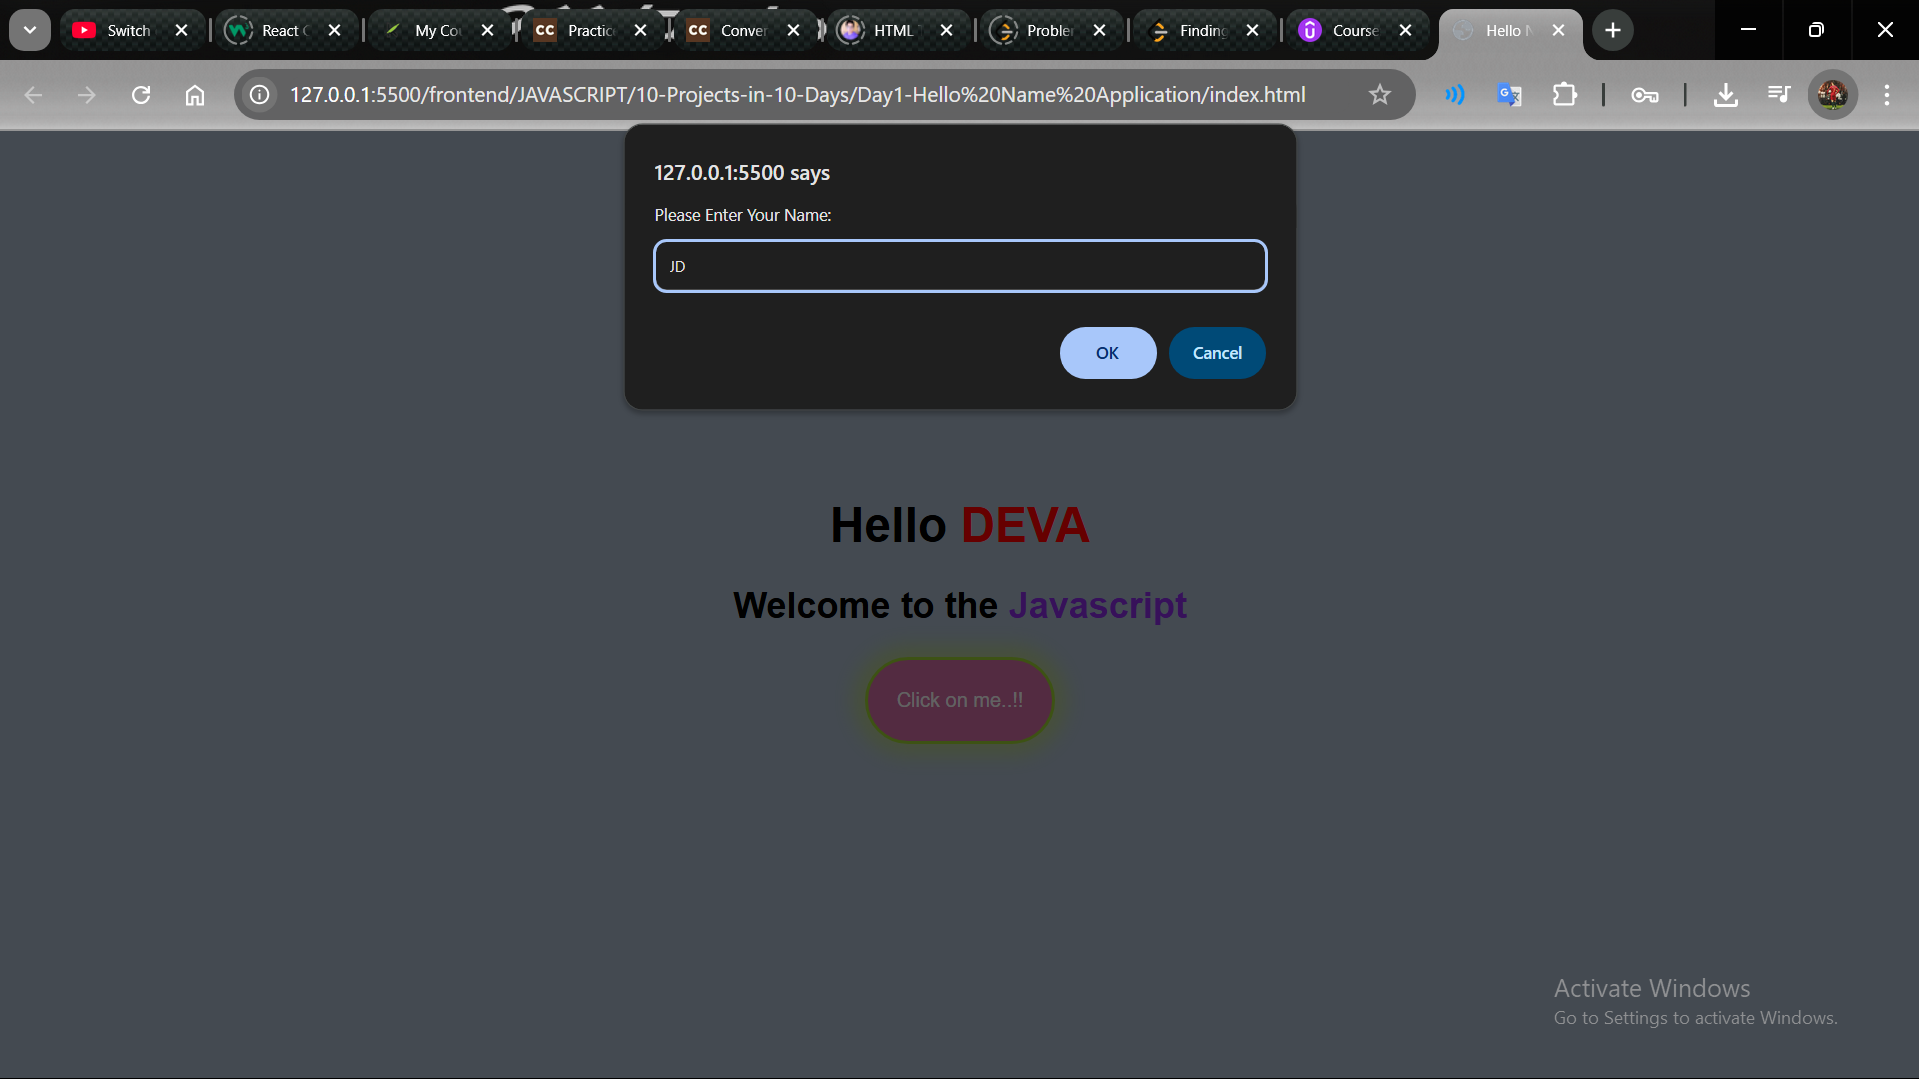 Switch
React
My Co
Practic
CC
Conver
CC
HTML
Proble
Finding
Course
Hello N
127.0.0.1:5500/frontend/JAVASCRIPT/10-Projects-in-10-Days/Day1-Hello%20Name%20Application/index.html
127.0.0.1:5500 says
Please Enter Your Name:
JD
OK
Cancel
Hello DEVA
Welcome to the Javascript
Click on me..!!
Activate Windows
Go to Settings to activate Windows.